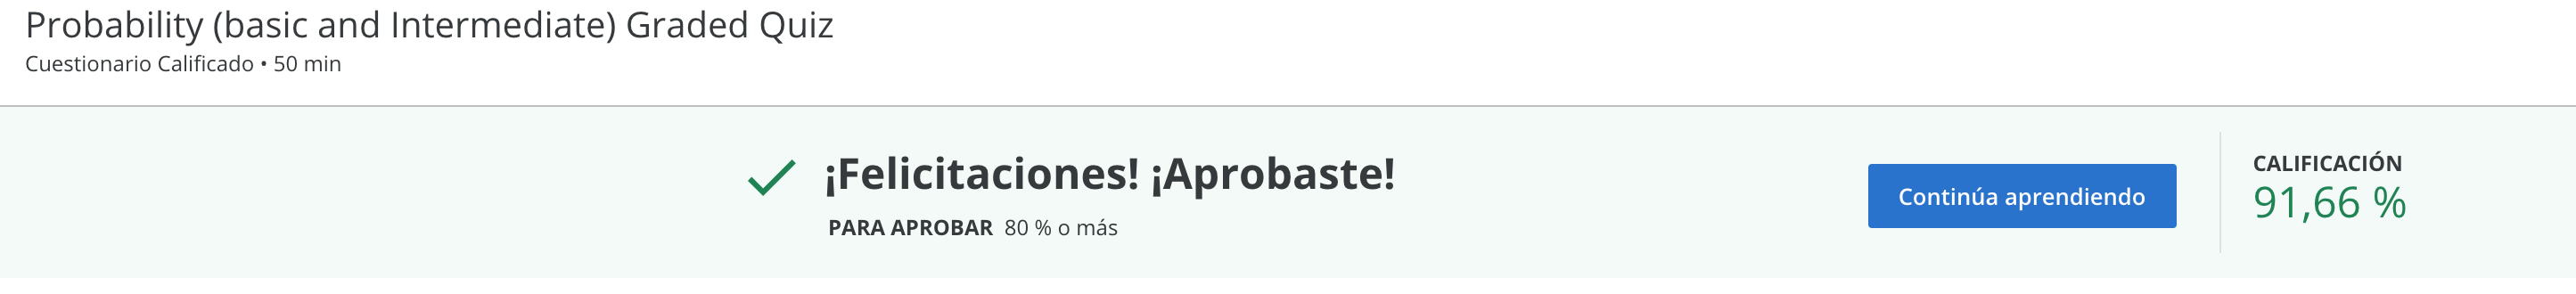 Probability (basic and Intermediate) Graded Quiz
Cuestionario Calificado • 50 min
¡Felicitaciones! ¡Aprobaste!
PARA APROBAR 80 % o más
Continúa aprendiendo
CALIFICACIÓN
91,66 %